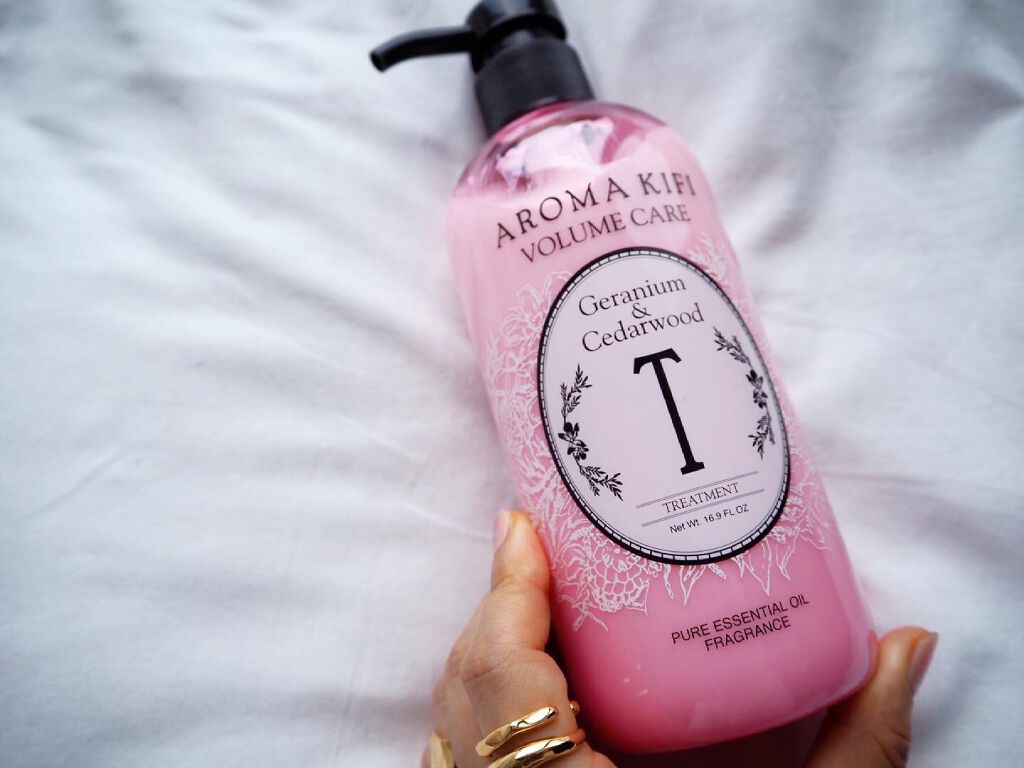 AROMA KIFI
VOLUME CARE
Geranium
&
Cedarwood
T
TREATMENT
Net Wt. 16.9 FL OZ
PURE ESSENTIAL OIL
FRAGRANCE